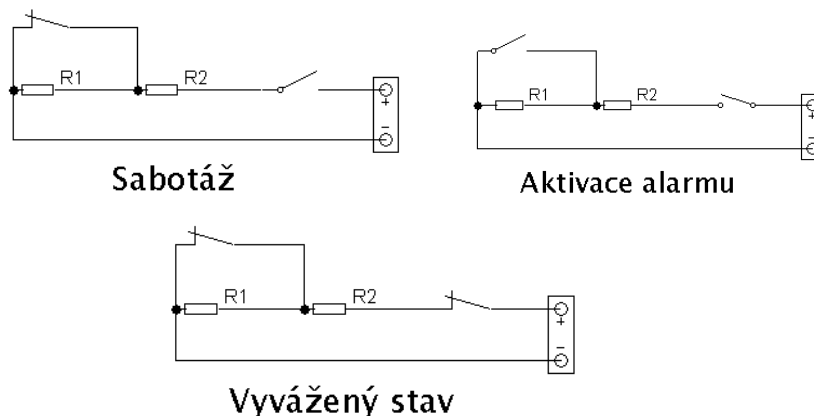 R1 R2
+
−
Sabotáž
R1 R2
+
−
Aktivace alarmu
R1 R2
+
−
Vyvážený stav